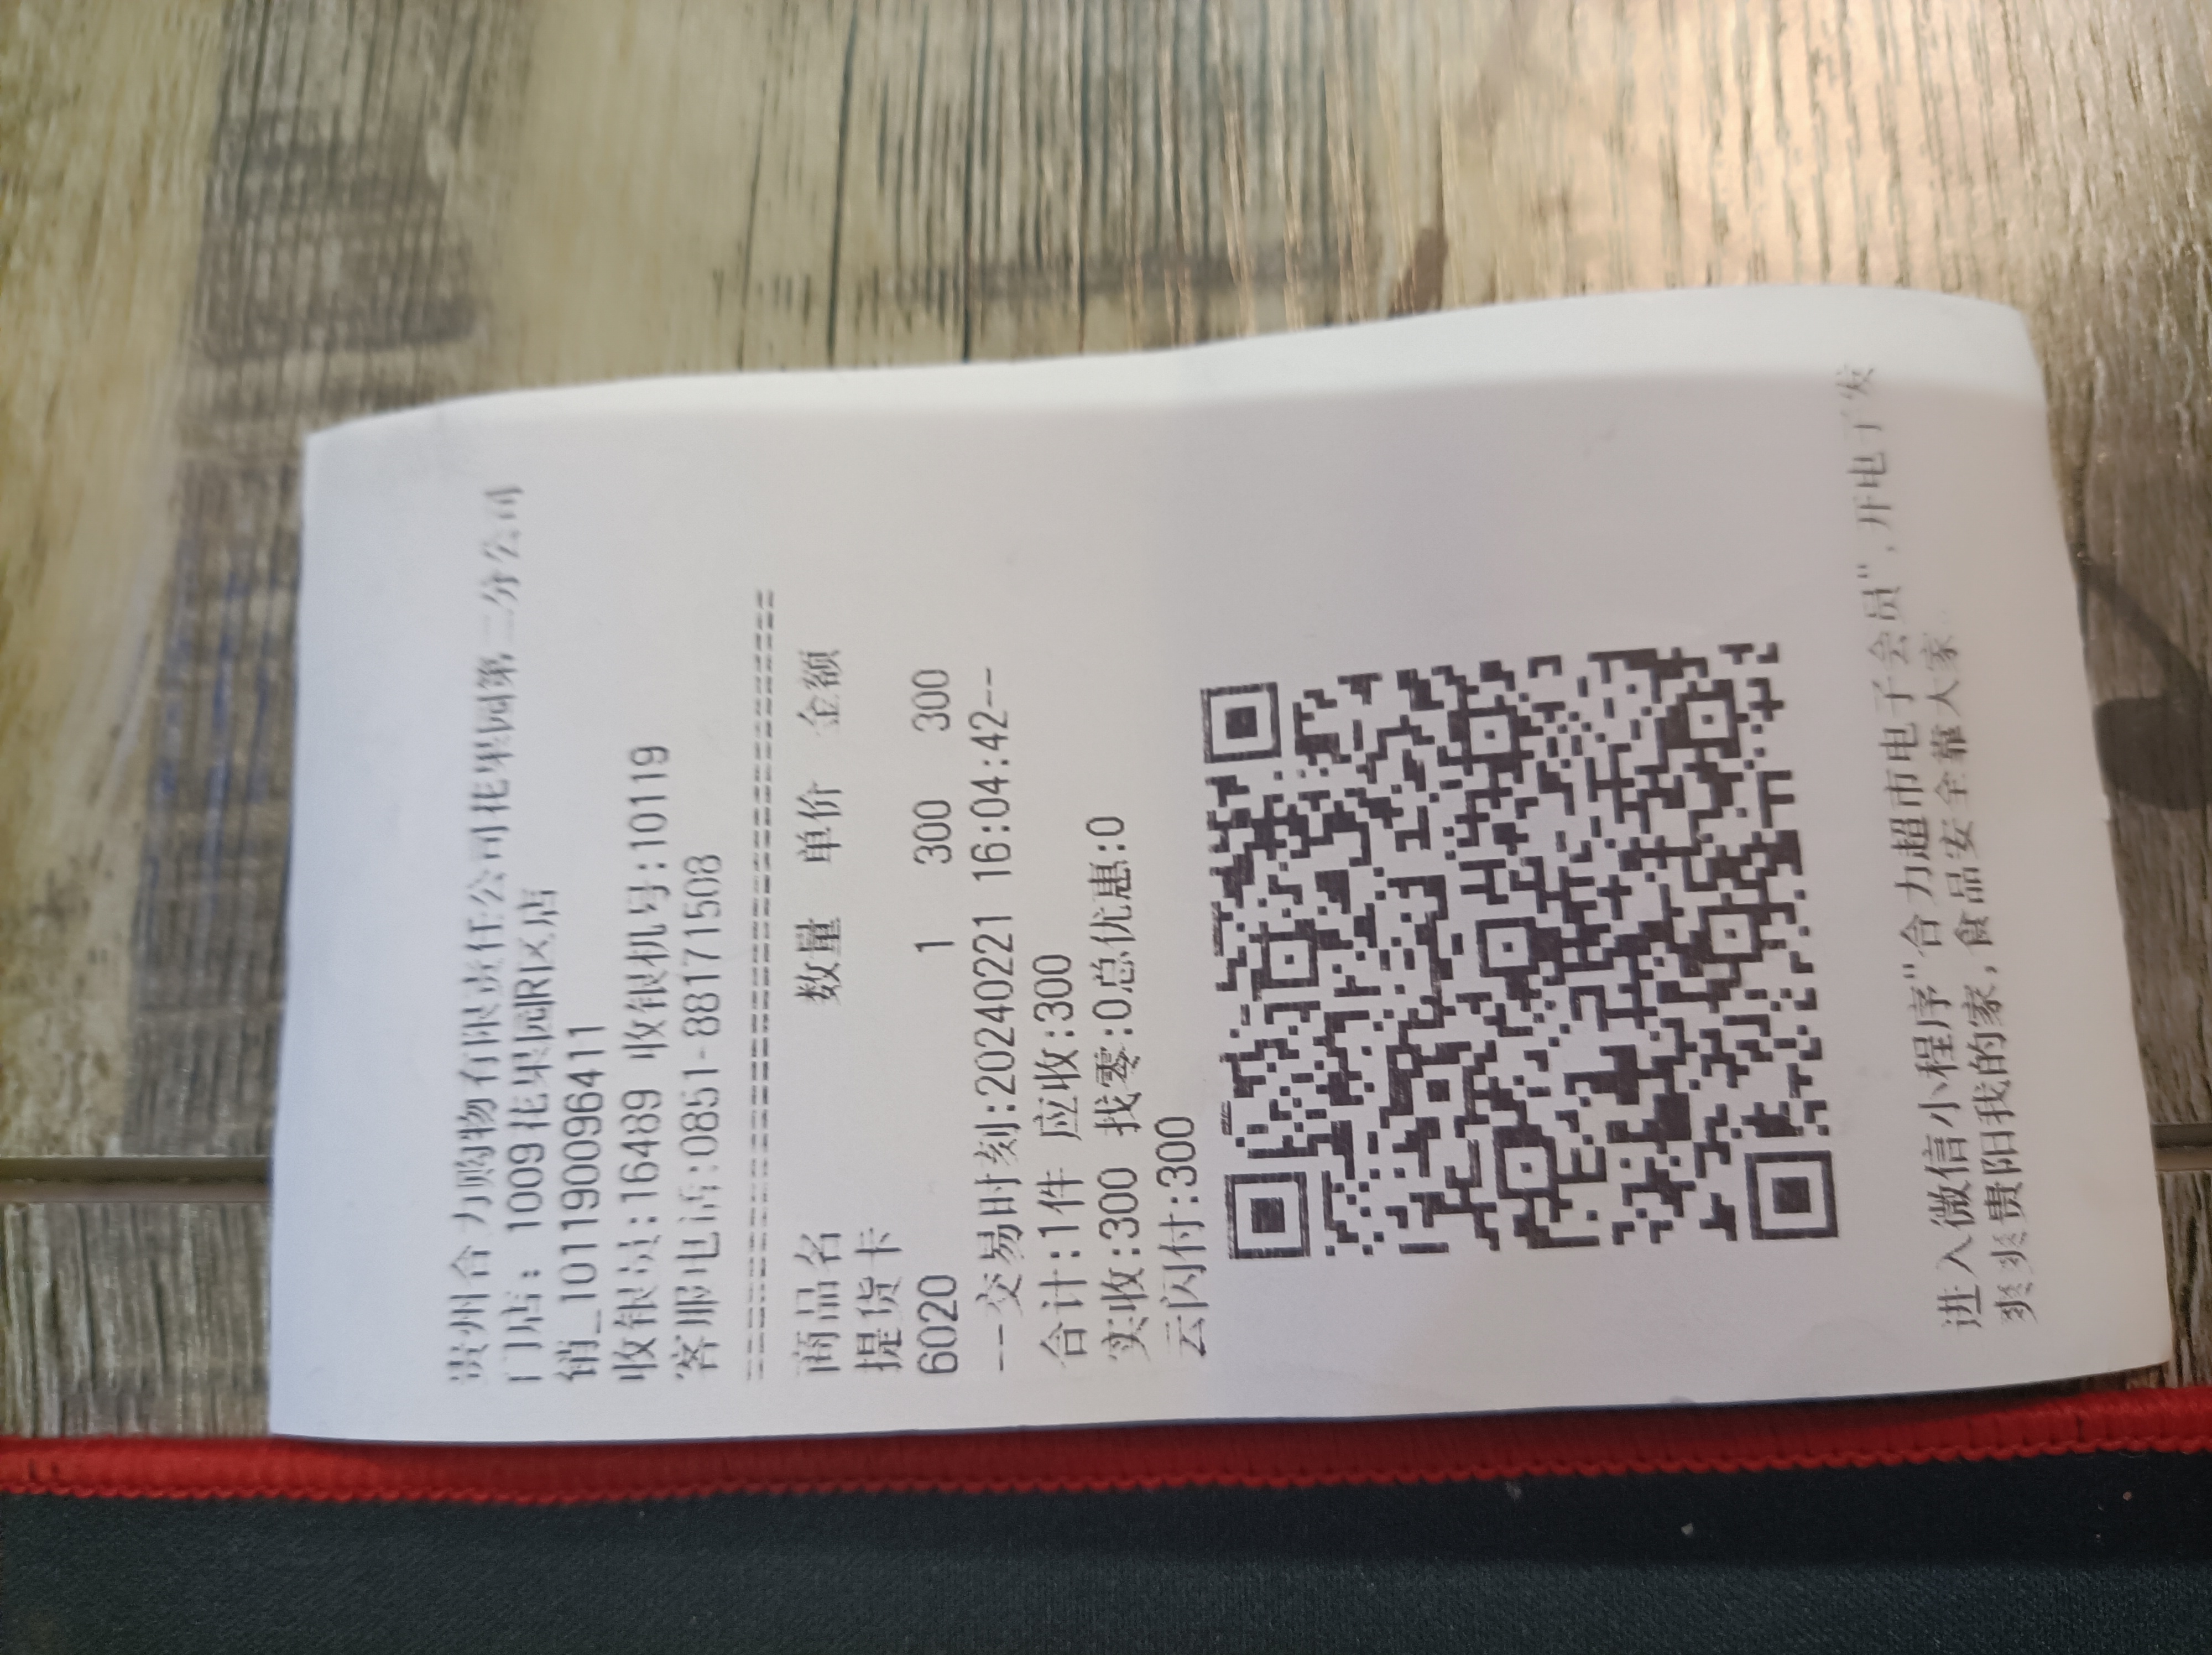 贵州合力购物有限责任公司花果园第二分公司
门店: 1009花果园R区店
销_1011900096411
收银员:16489 收银机号:10119
客服电话:0851-88171508
商品名 数量 单价 金额
提货卡
6020 1 300 300
--交易时刻:20240221 16:04:42--
合计:1件 应收:300
实收:300 找零:0总优惠:0
云闪付:300
进入微信小程序"合力超市电子会员",开电子发
爽爽贵阳我的家,食品安全靠大家